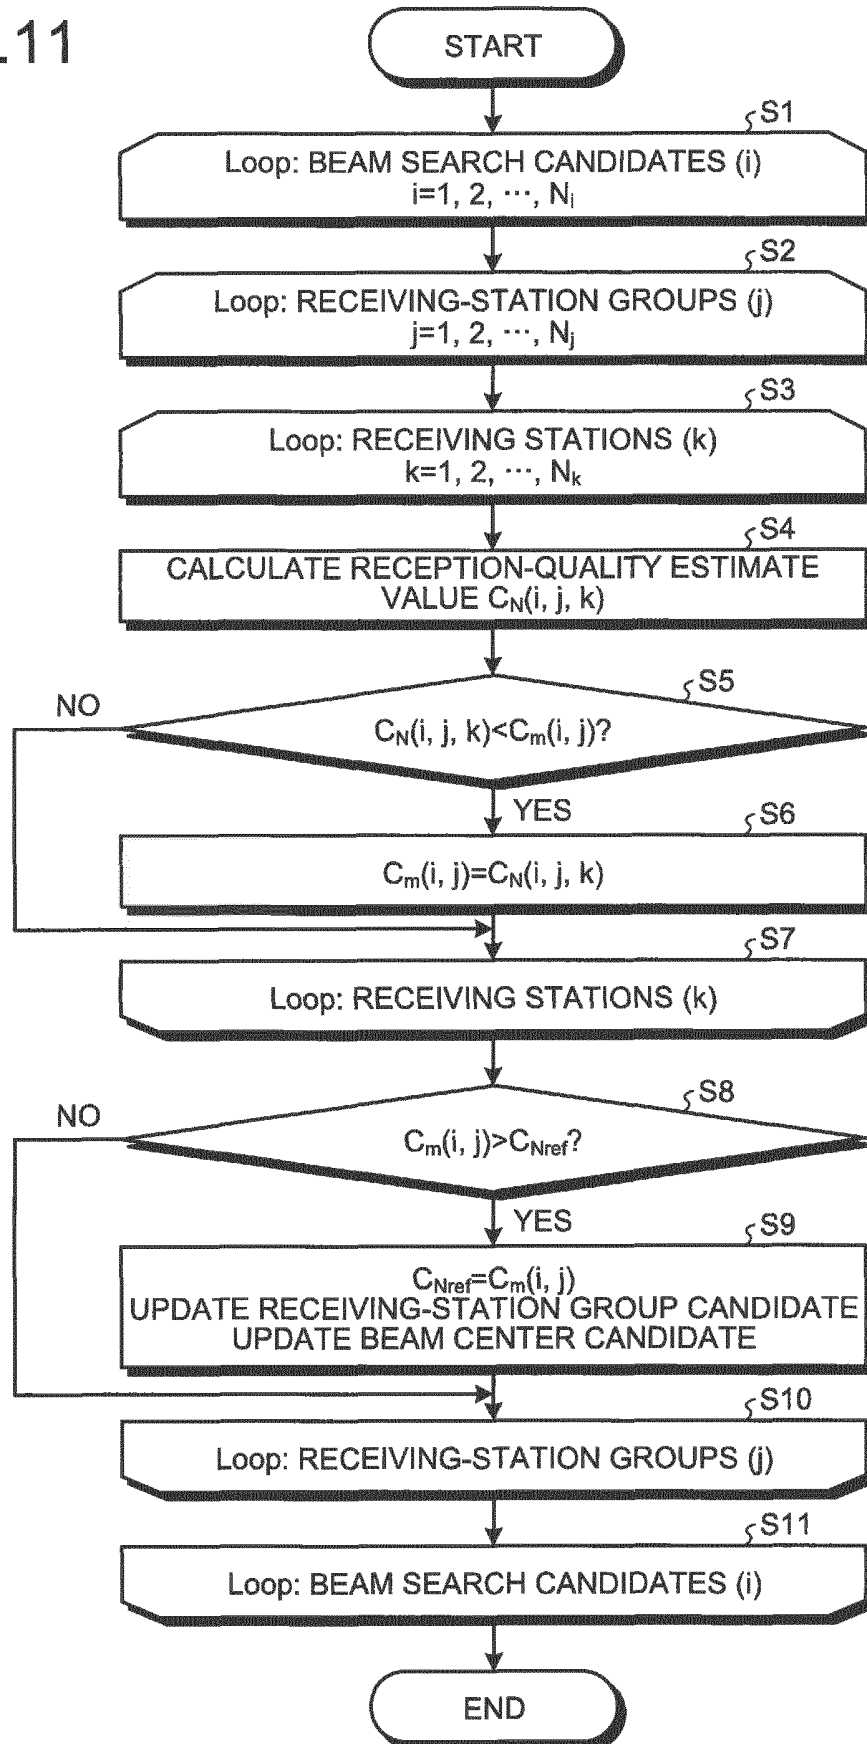 .11
START
S1
Loop: BEAM SEARCH CANDIDATES (i)
i=1, 2, ⋯, Ni
S2
Loop: RECEIVING-STATION GROUPS (j)
j=1, 2, ⋯, Nj
S3
Loop: RECEIVING STATIONS (k)
k=1, 2, ⋯, Nk
S4
CALCULATE RECEPTION-QUALITY ESTIMATE
VALUE CN(i, j, k)
S5
NO
CN(i, j, k)<Cm(i, j)?
YES
S6
Cm(i, j)=CN(i, j, k)
S7
Loop: RECEIVING STATIONS (k)
S8
NO
Cm(i, j)>CNref?
YES
S9
CNref=Cm(i, j)
UPDATE RECEIVING-STATION GROUP CANDIDATE
UPDATE BEAM CENTER CANDIDATE
S10
Loop: RECEIVING-STATION GROUPS (j)
S11
Loop: BEAM SEARCH CANDIDATES (i)
END